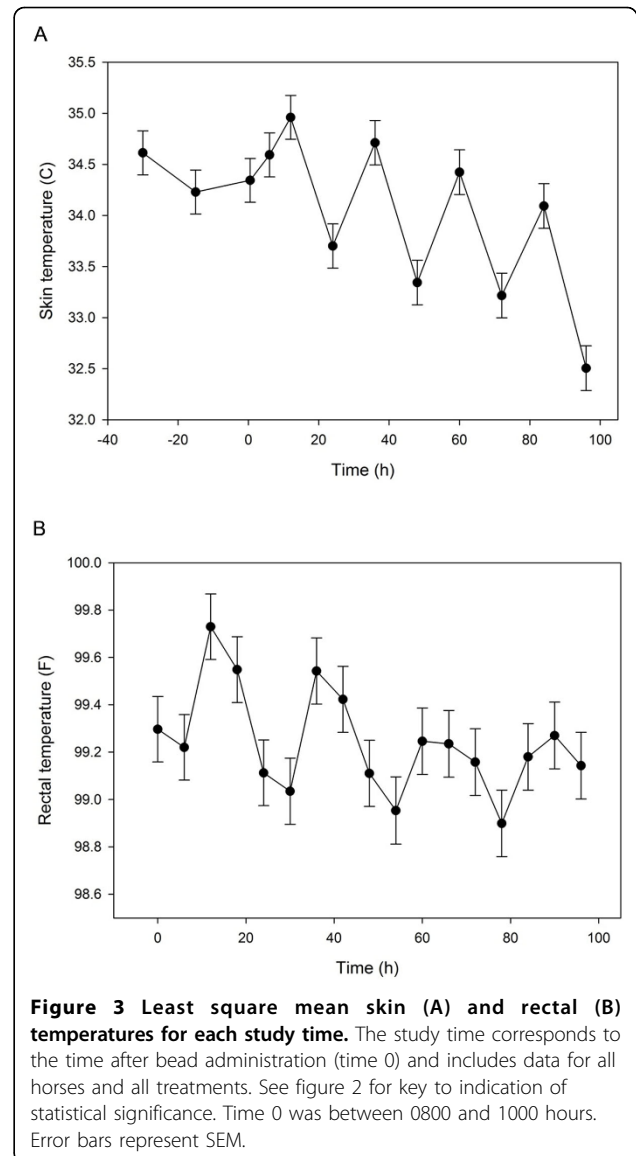 A
35.5
35.0
34.5
34.0
33.5
33.0
32.5
32.0
Skin temperature (C)
-40 -20 0 20 40 60 80 100
Time (h)
B
100.0
99.8
99.6
99.4
99.2
99.0
98.8
98.6
Rectal temperature (F)
0 20 40 60 80 100
Time (h)
Figure 3 Least square mean skin (A) and rectal (B)
temperatures for each study time. The study time corresponds to
the time after bead administration (time 0) and includes data for all
horses and all treatments. See figure 2 for key to indication of
statistical significance. Time 0 was between 0800 and 1000 hours.
Error bars represent SEM.